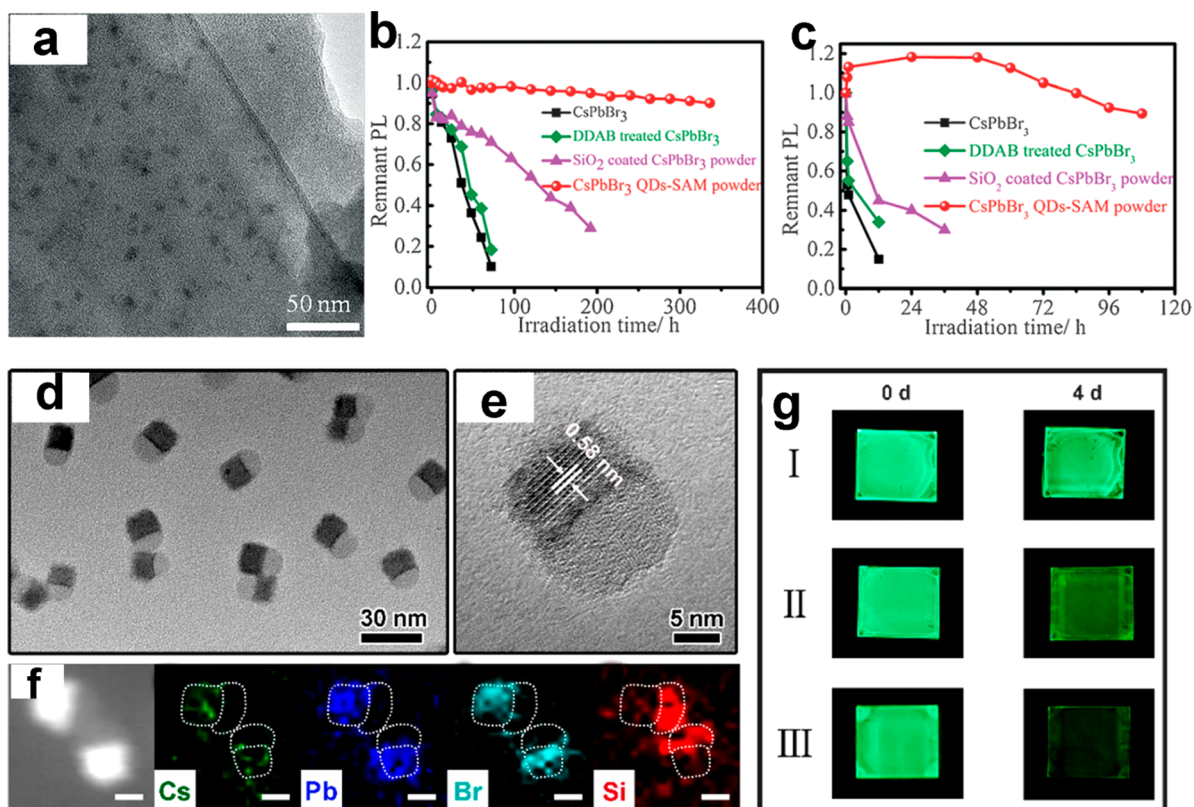 a
50 nm
b
Remnant PL
1.2
1.0
0.8
0.6
0.4
0.2
0.0
0
100
200
300
400
Irradiation time/ h
CsPbBr₃
DDAB treated CsPbBr₃
SiO₂ coated CsPbBr₃ powder
CsPbBr₃ QDs-SAM powder
c
Remnant PL
1.2
1.0
0.8
0.6
0.4
0.2
0.0
0
24
48
72
96
120
Irradiation time/ h
CsPbBr₃
DDAB treated CsPbBr₃
SiO₂ coated CsPbBr₃ powder
CsPbBr₃ QDs-SAM powder
d
30 nm
e
0.58 nm
5 nm
f
Cs
Pb
Br
Si
g
0 d
4 d
I
II
III